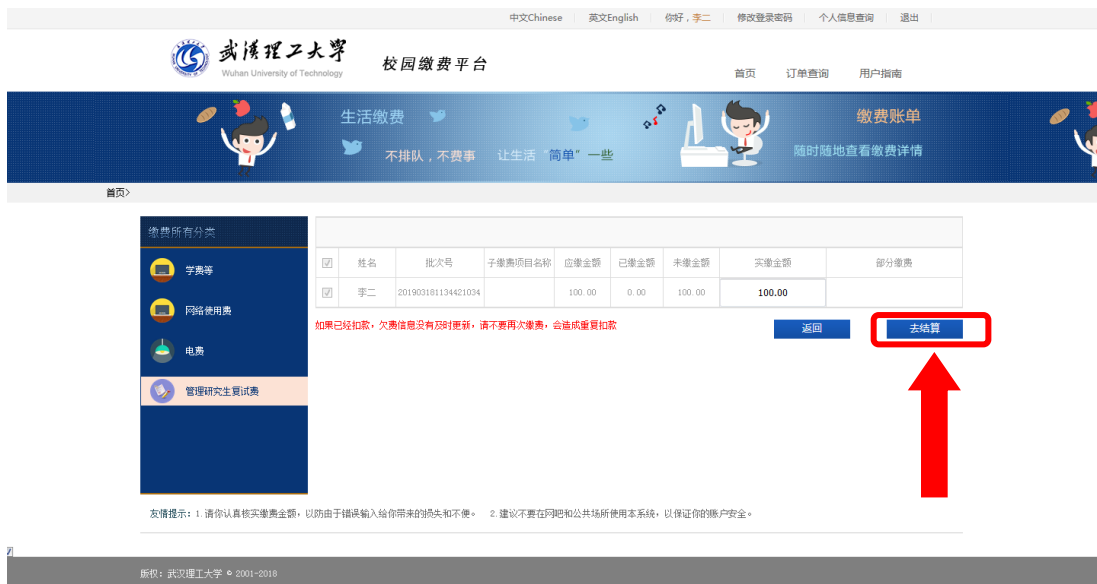 中文Chinese 英文English 你好，李二 修改登录密码 个人信息查询 退出
武汉理工大学
Wuhan University of Technology
校园缴费平台
首页 订单查询 用户指南
生活缴费
不排队，不费事 让生活“简单”一些
缴费账单
随时随地查看缴费详情
首页>
缴费所有分类
学费等
网络使用费
电费
管理研究生复试费
姓名 批次号 子缴费项目名称 应缴金额 已缴金额 未缴金额 实缴金额 部分缴费
李二 201903181134421034 100.00 0.00 100.00 100.00
如果已经扣款，欠费信息没有及时更新，请不要再次缴费，会造成重复扣款
返回 去结算
友情提示：1.请你认真核实缴费金额，以防由于错误输入给你带来的损失和不便。 2.建议不要在网吧和公共场所使用本系统，以保证你的账户安全。
版权：武汉理工大学 © 2001-2018